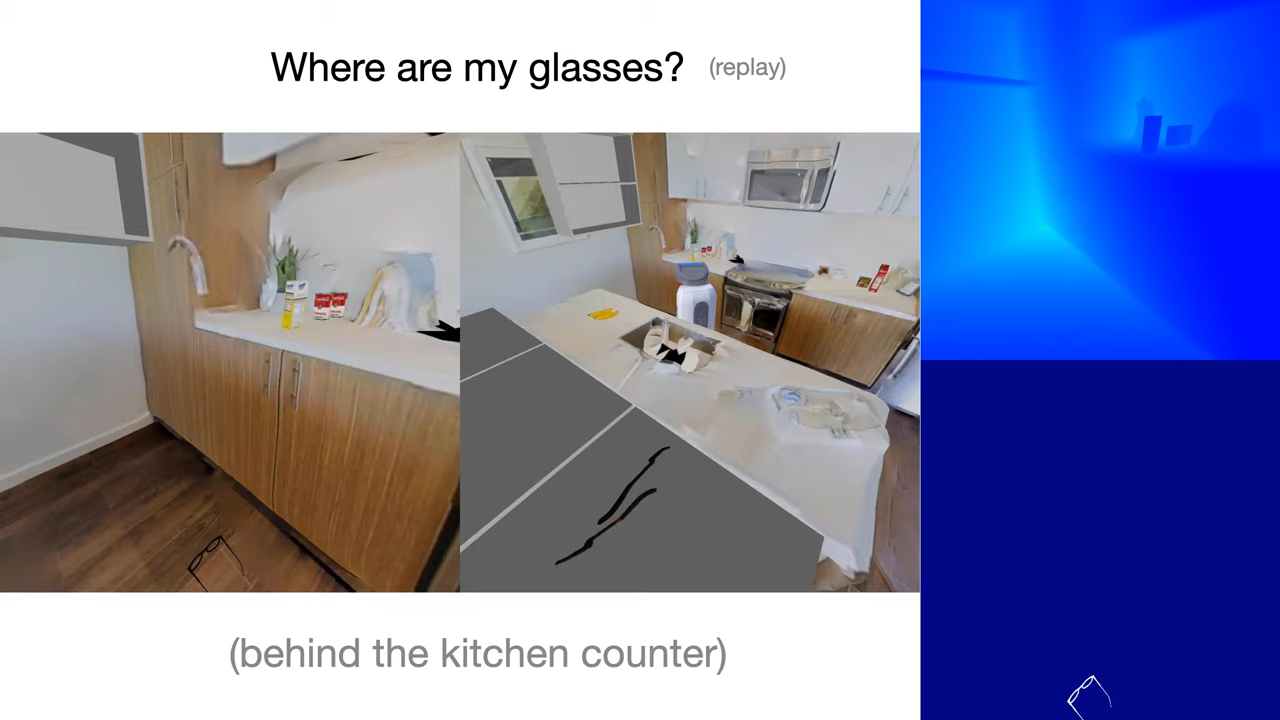 Where are my glasses? (replay)
(behind the kitchen counter)